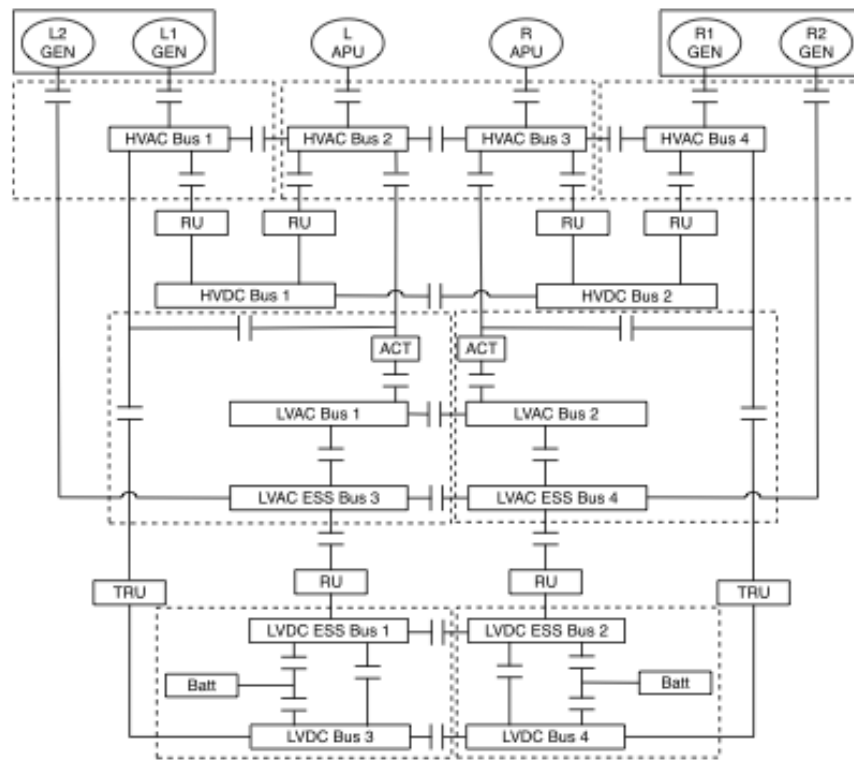 L2 GEN
L1 GEN
L APU
R APU
R1 GEN
R2 GEN
HVAC Bus 1
HVAC Bus 2
HVAC Bus 3
HVAC Bus 4
RU
RU
RU
RU
HVDC Bus 1
HVDC Bus 2
ACT
ACT
LVAC Bus 1
LVAC Bus 2
LVAC ESS Bus 3
LVAC ESS Bus 4
TRU
RU
RU
TRU
LVDC ESS Bus 1
LVDC ESS Bus 2
Batt
Batt
LVDC Bus 3
LVDC Bus 4